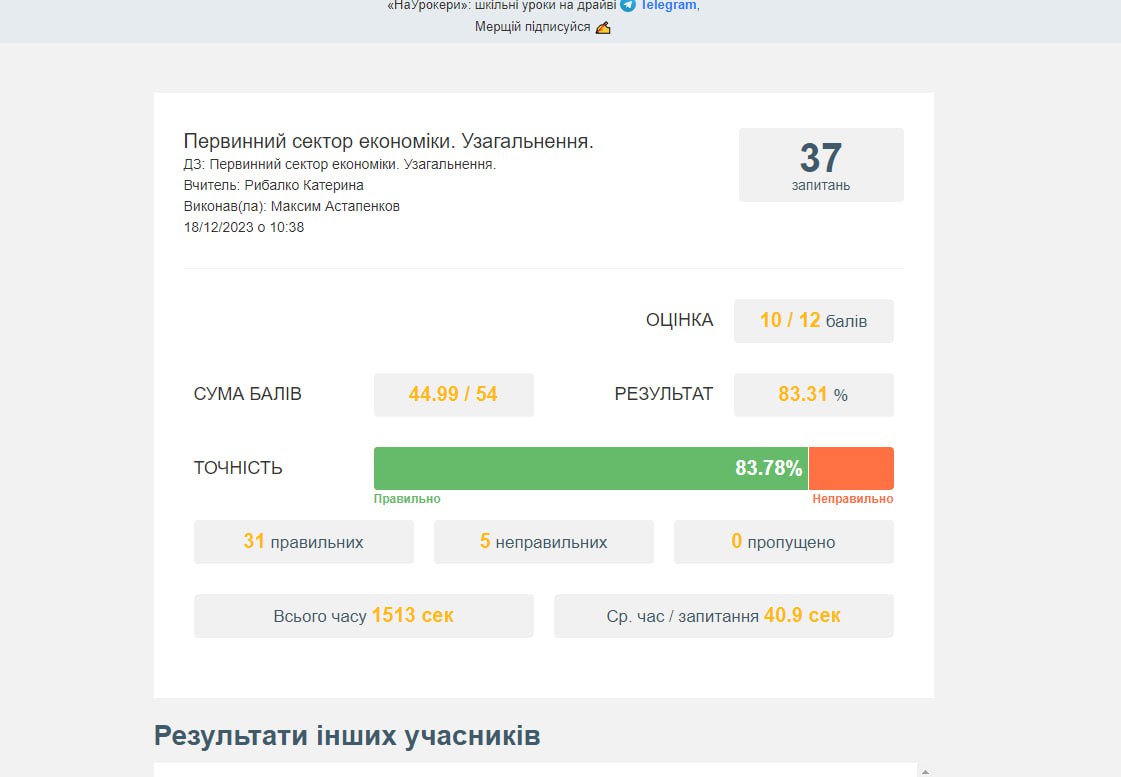 «НаУрокери»: шкільні уроки на драйві Telegram,
Мерщій підписуйся
Первинний сектор економіки. Узагальнення.
ДЗ: Первинний сектор економіки. Узагальнення.
Вчитель: Рибалко Катерина
Виконав(ла): Максим Астапенков
18/12/2023 о 10:38
37
запитань
ОЦІНКА 10 / 12 балів
СУМА БАЛІВ 44.99 / 54 РЕЗУЛЬТАТ 83.31 %
ТОЧНІСТЬ 83.78%
Правильно Неправильно
31 правильних 5 неправильних 0 пропущено
Всього часу 1513 сек Ср. час / запитання 40.9 сек
Результати інших учасників